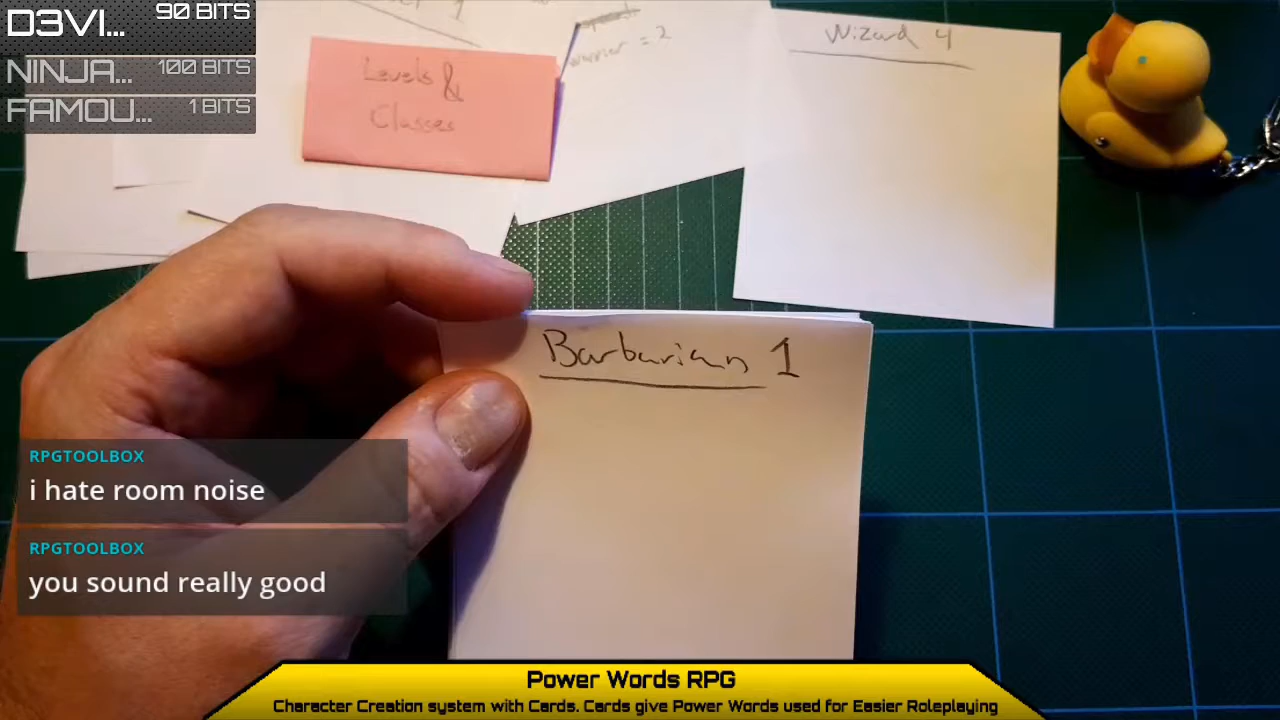 D3VI... 90 BITS
NINJA... 100 BITS
FAMOU... 1 BITS
Levels &
Classes
warrior = 2
Wizard 4
Barbarian 1
RPGTOOLBOX
i hate room noise
RPGTOOLBOX
you sound really good
Power Words RPG
Character Creation system with Cards. Cards give Power Words used for Easier Roleplaying